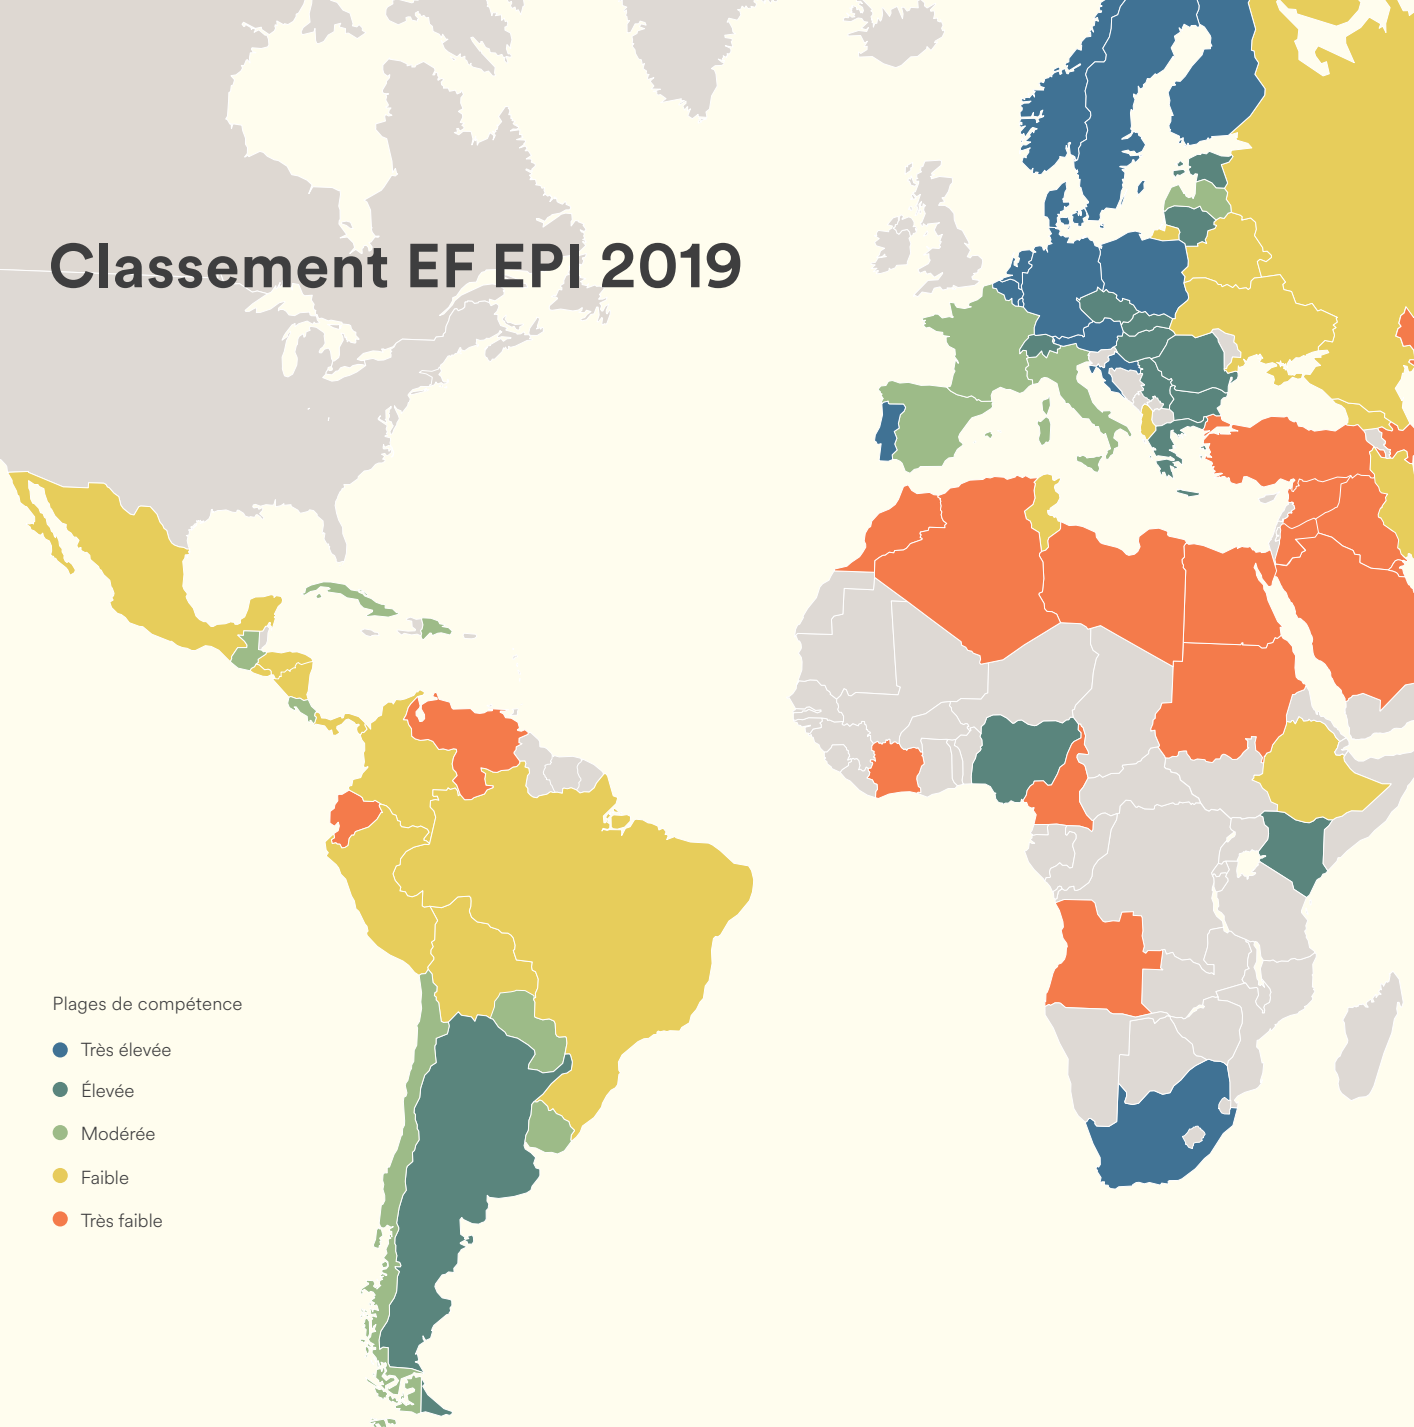 Classement EF EPI 2019
Plages de compétence
Très élevée
Élevée
Modérée
Faible
Très faible